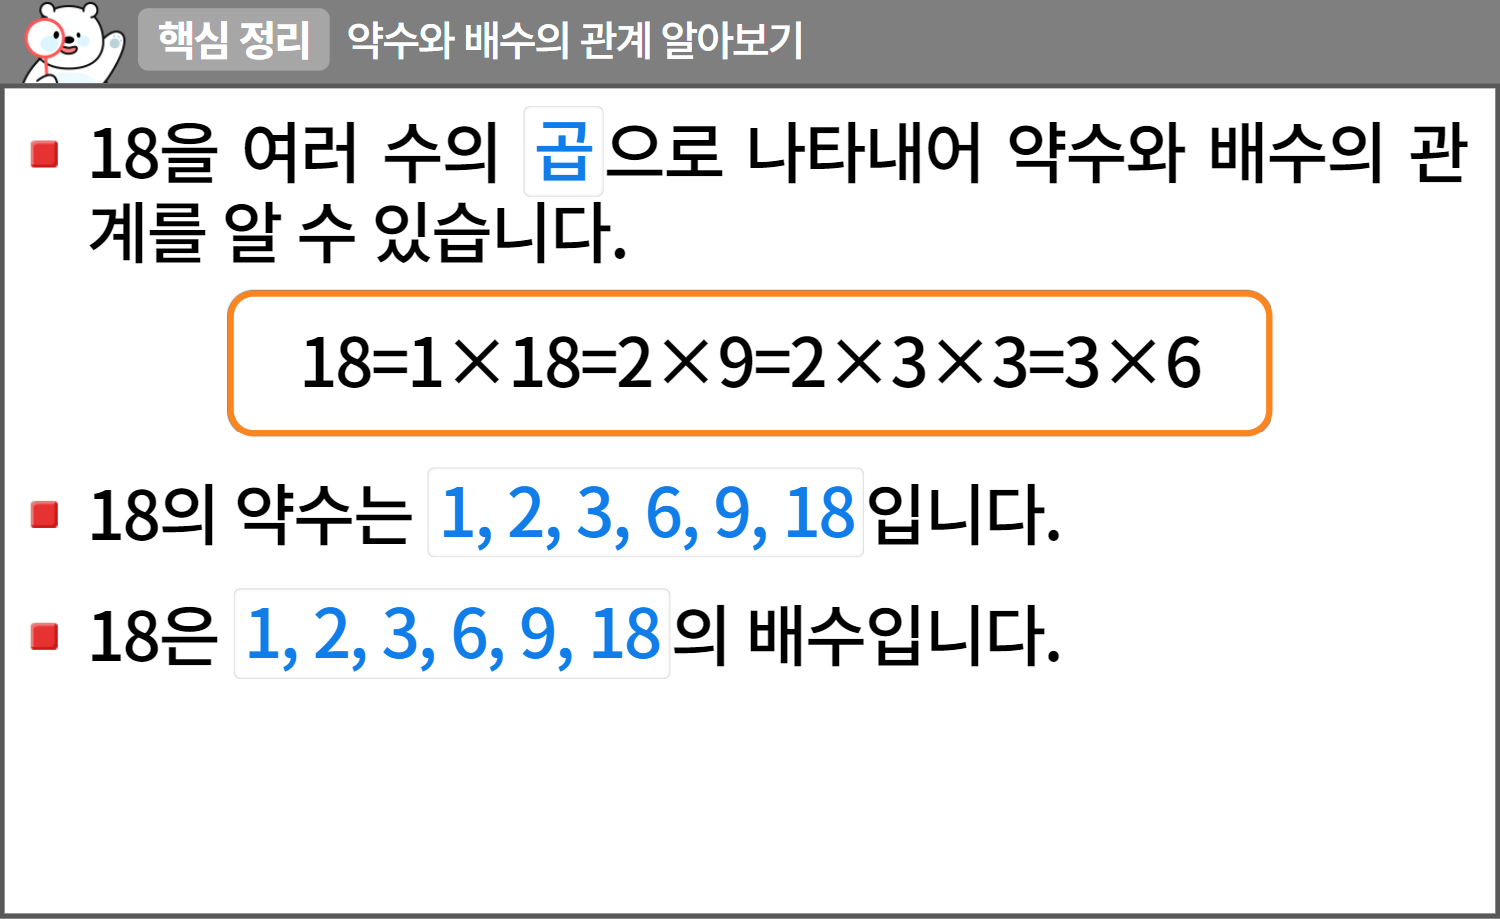 핵심 정리 약수와 배수의 관계 알아보기
18을 여러 수의 곱으로 나타내어 약수와 배수의 관
계를 알 수 있습니다.
18=1×18=2×9=2×3×3=3×6
18의 약수는 1, 2, 3, 6, 9, 18입니다.
18은 1, 2, 3, 6, 9, 18의 배수입니다.